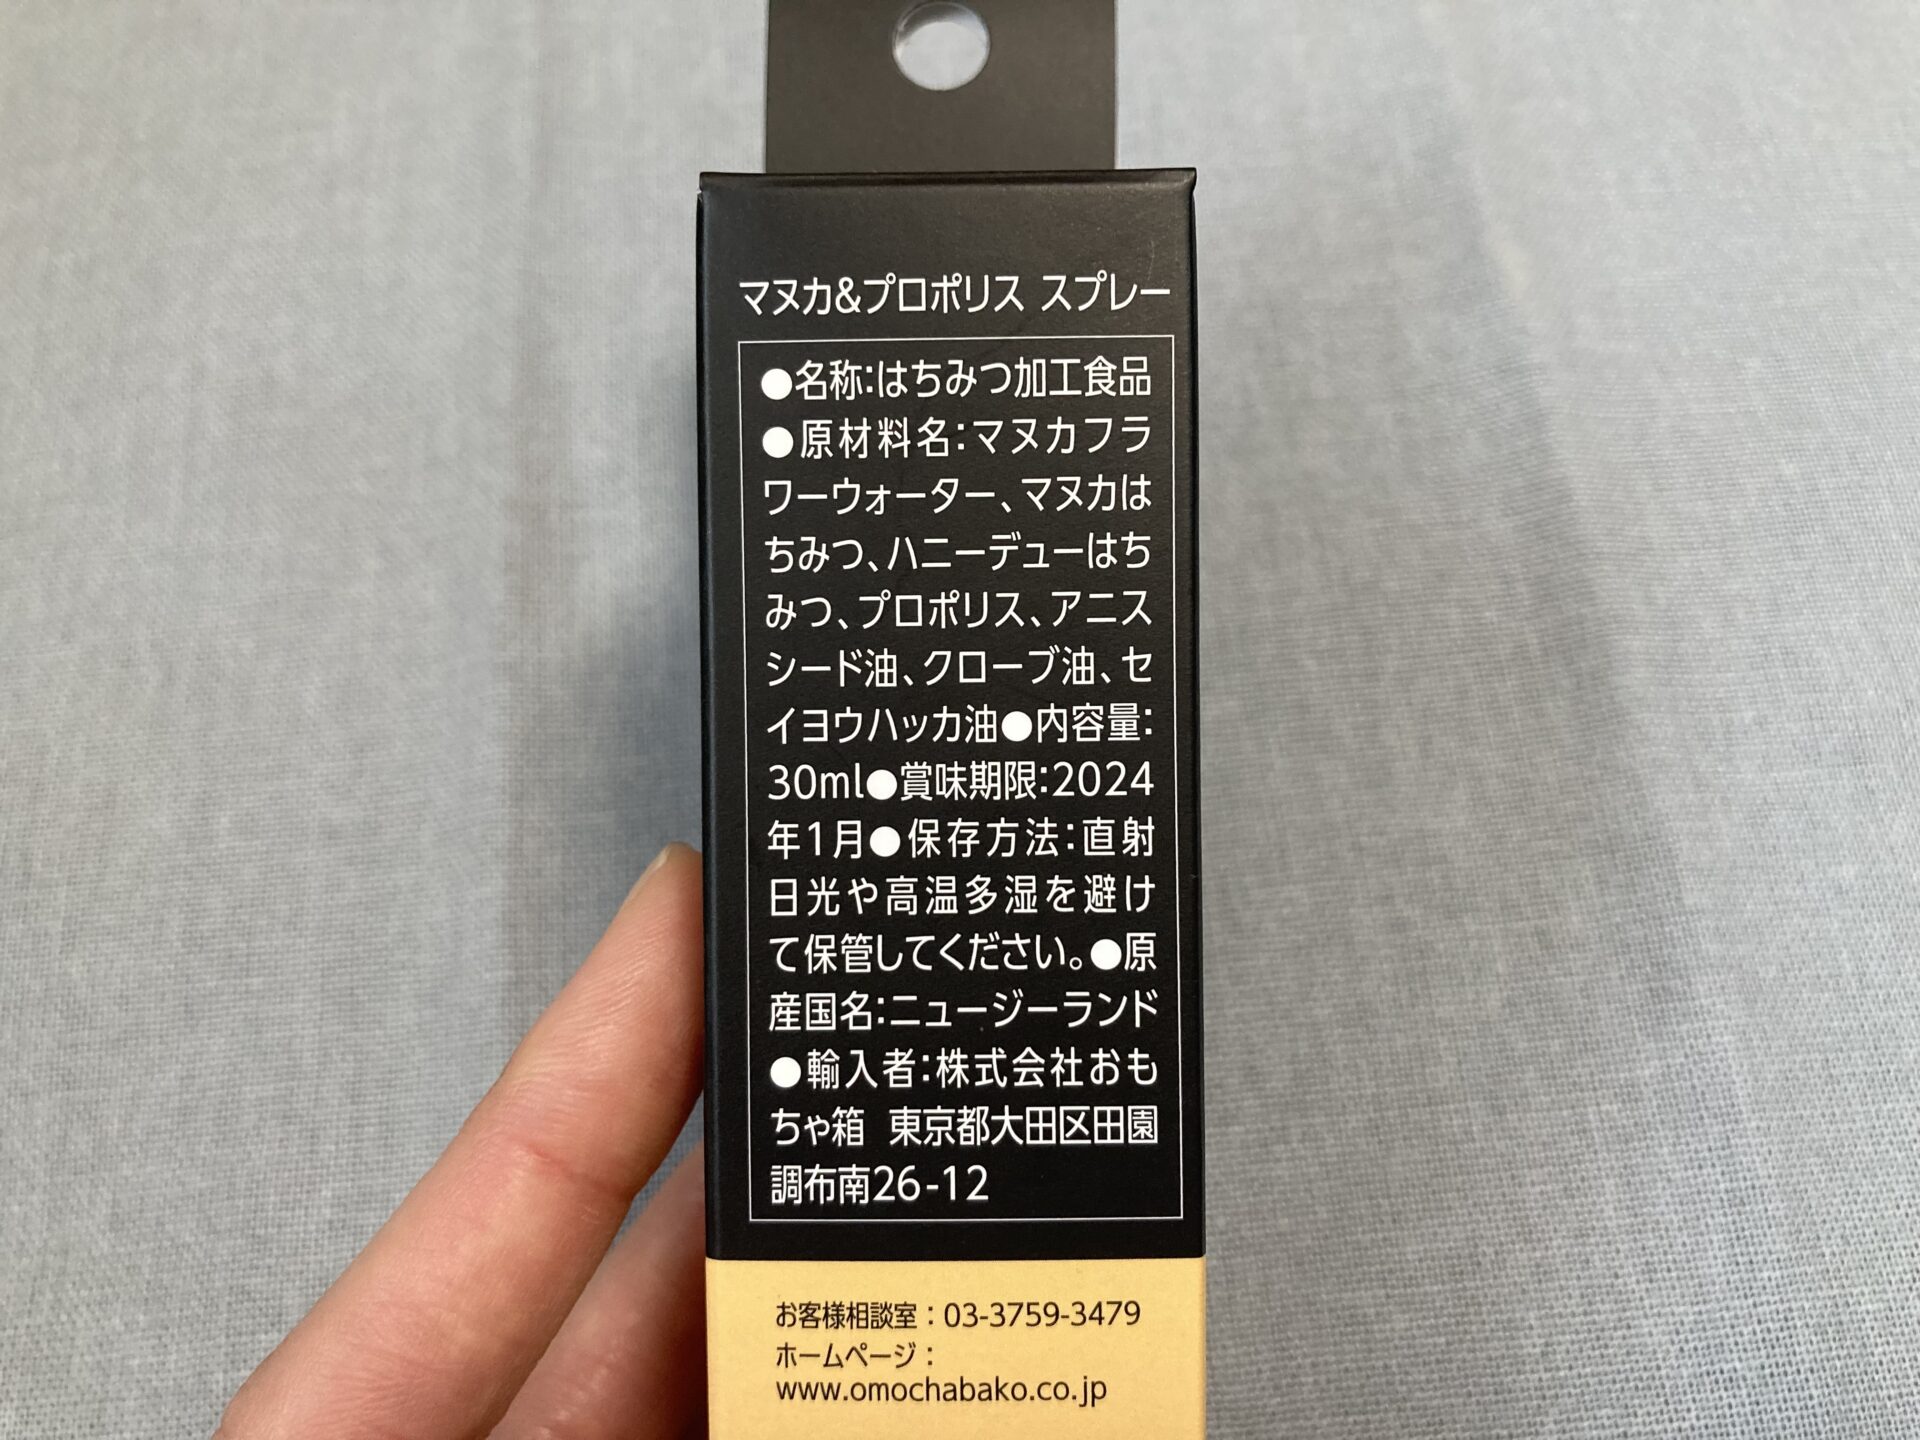 マヌカ&プロポリス スプレー
●名称:はちみつ加工食品
●原材料名:マヌカフラ
ワーウォーター、マヌカは
ちみつ、ハニーデューはち
みつ、プロポリス、アニス
シード油、クローブ油、セ
イヨウハッカ油●内容量:
30ml●賞味期限:2024
年1月●保存方法:直射
日光や高温多湿を避け
て保管してください。●原
産国名:ニュージーランド
●輸入者:株式会社おも
ちゃ箱 東京都大田区田園
調布南26-12
お客様相談室：03-3759-3479
ホームページ：
www.omochabako.co.jp